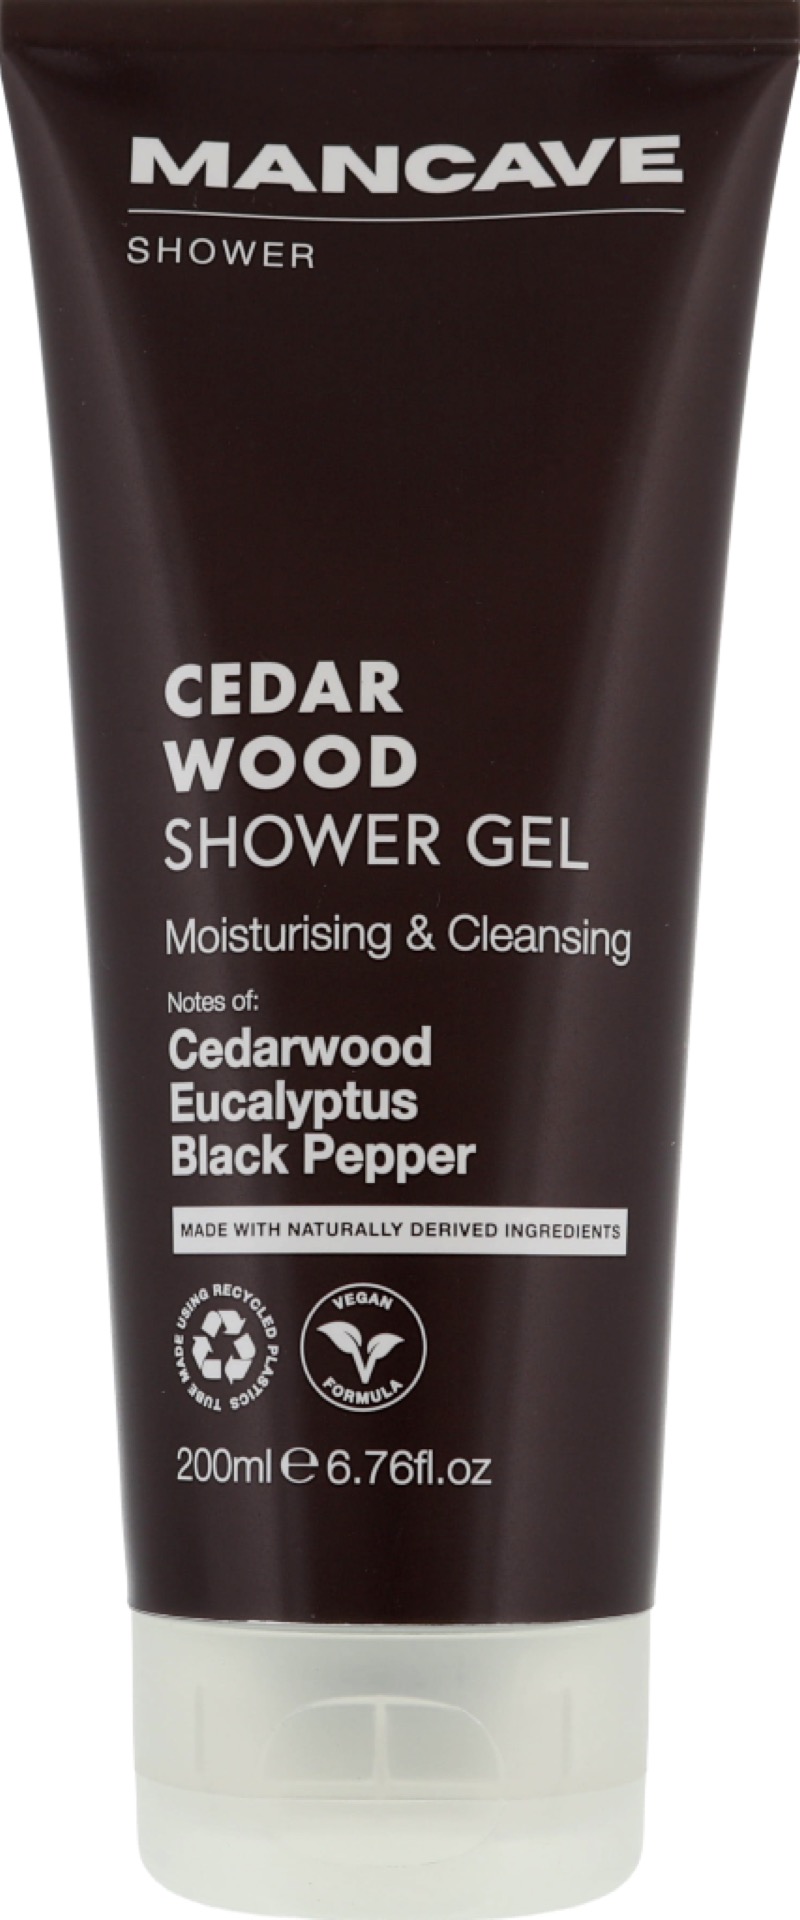 MANCAVE
SHOWER
CEDAR
WOOD
SHOWER GEL
Moisturising & Cleansing
Notes of:
Cedarwood
Eucalyptus
Black Pepper
MADE WITH NATURALLY DERIVED INGREDIENTS
TUBE MADE USING RECYCLED PLASTICS
VEGAN
FORMULA
200ml ℮ 6.76fl.oz